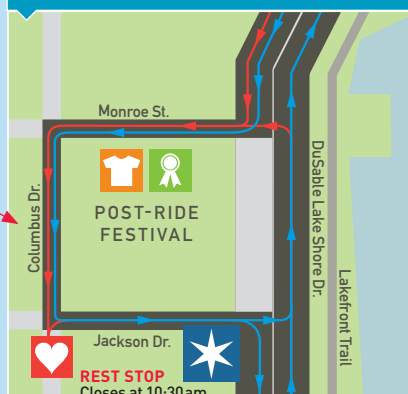 Monroe St.
POST-RIDE
FESTIVAL
Columbus Dr.
DuSable Lake Shore Dr.
Lakefront Trail
Jackson Dr.
REST STOP
Closes at 10:30am